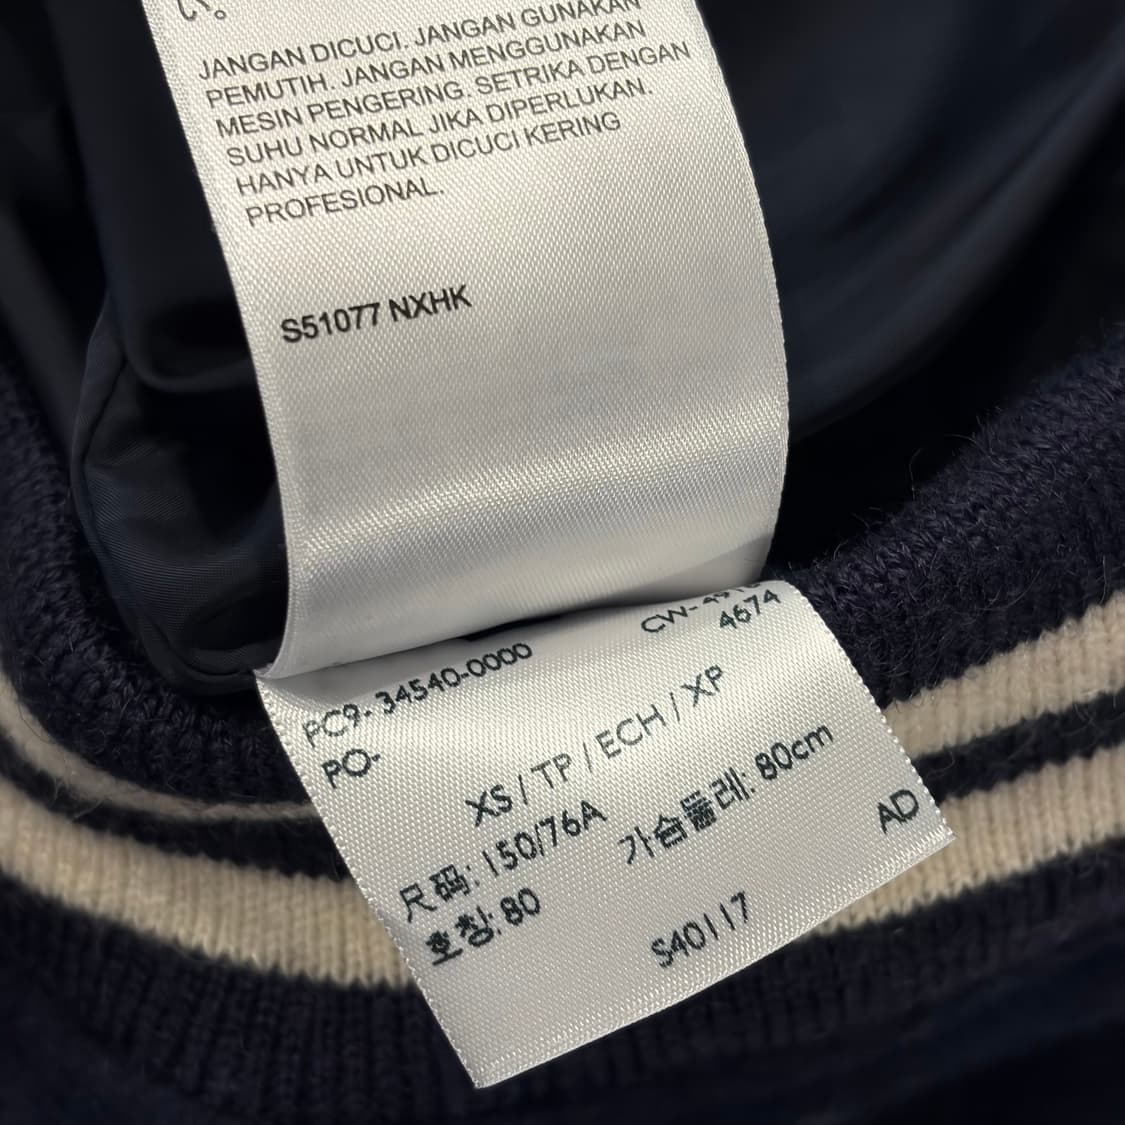 い。
JANGAN DICUCI. JANGAN GUNAKAN
PEMUTIH. JANGAN MENGGUNAKAN
MESIN PENGERING. SETRIKA DENGAN
SUHU NORMAL JIKA DIPERLUKAN.
HANYA UNTUK DICUCI KERING
PROFESIONAL.
S51077 NXHK
PC9-34540-0000
4674
PO-
XS / TP / ECH / XP
尺码: 150/76A
가슴둘레: 80cm
호칭: 80
AD
S40117